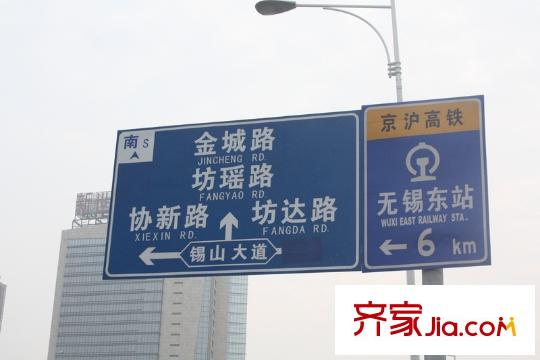 南 S
金城路
JINCHENG RD.
坊瑶路
FANGYAO RD.
协新路
XIEXIN RD.
坊达路
FANGDA RD.
锡山大道
京沪高铁
无锡东站
WUXI EAST RAILWAY STA.
6 km
齐家Jia.com